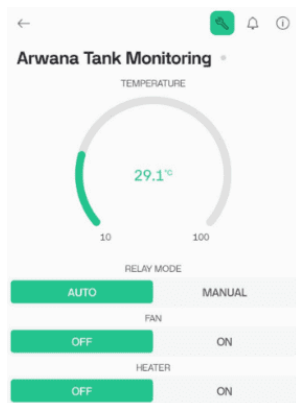 Arwana Tank Monitoring
TEMPERATURE
29.1°C
10 100
RELAY MODE
AUTO MANUAL
FAN
OFF ON
HEATER
OFF ON